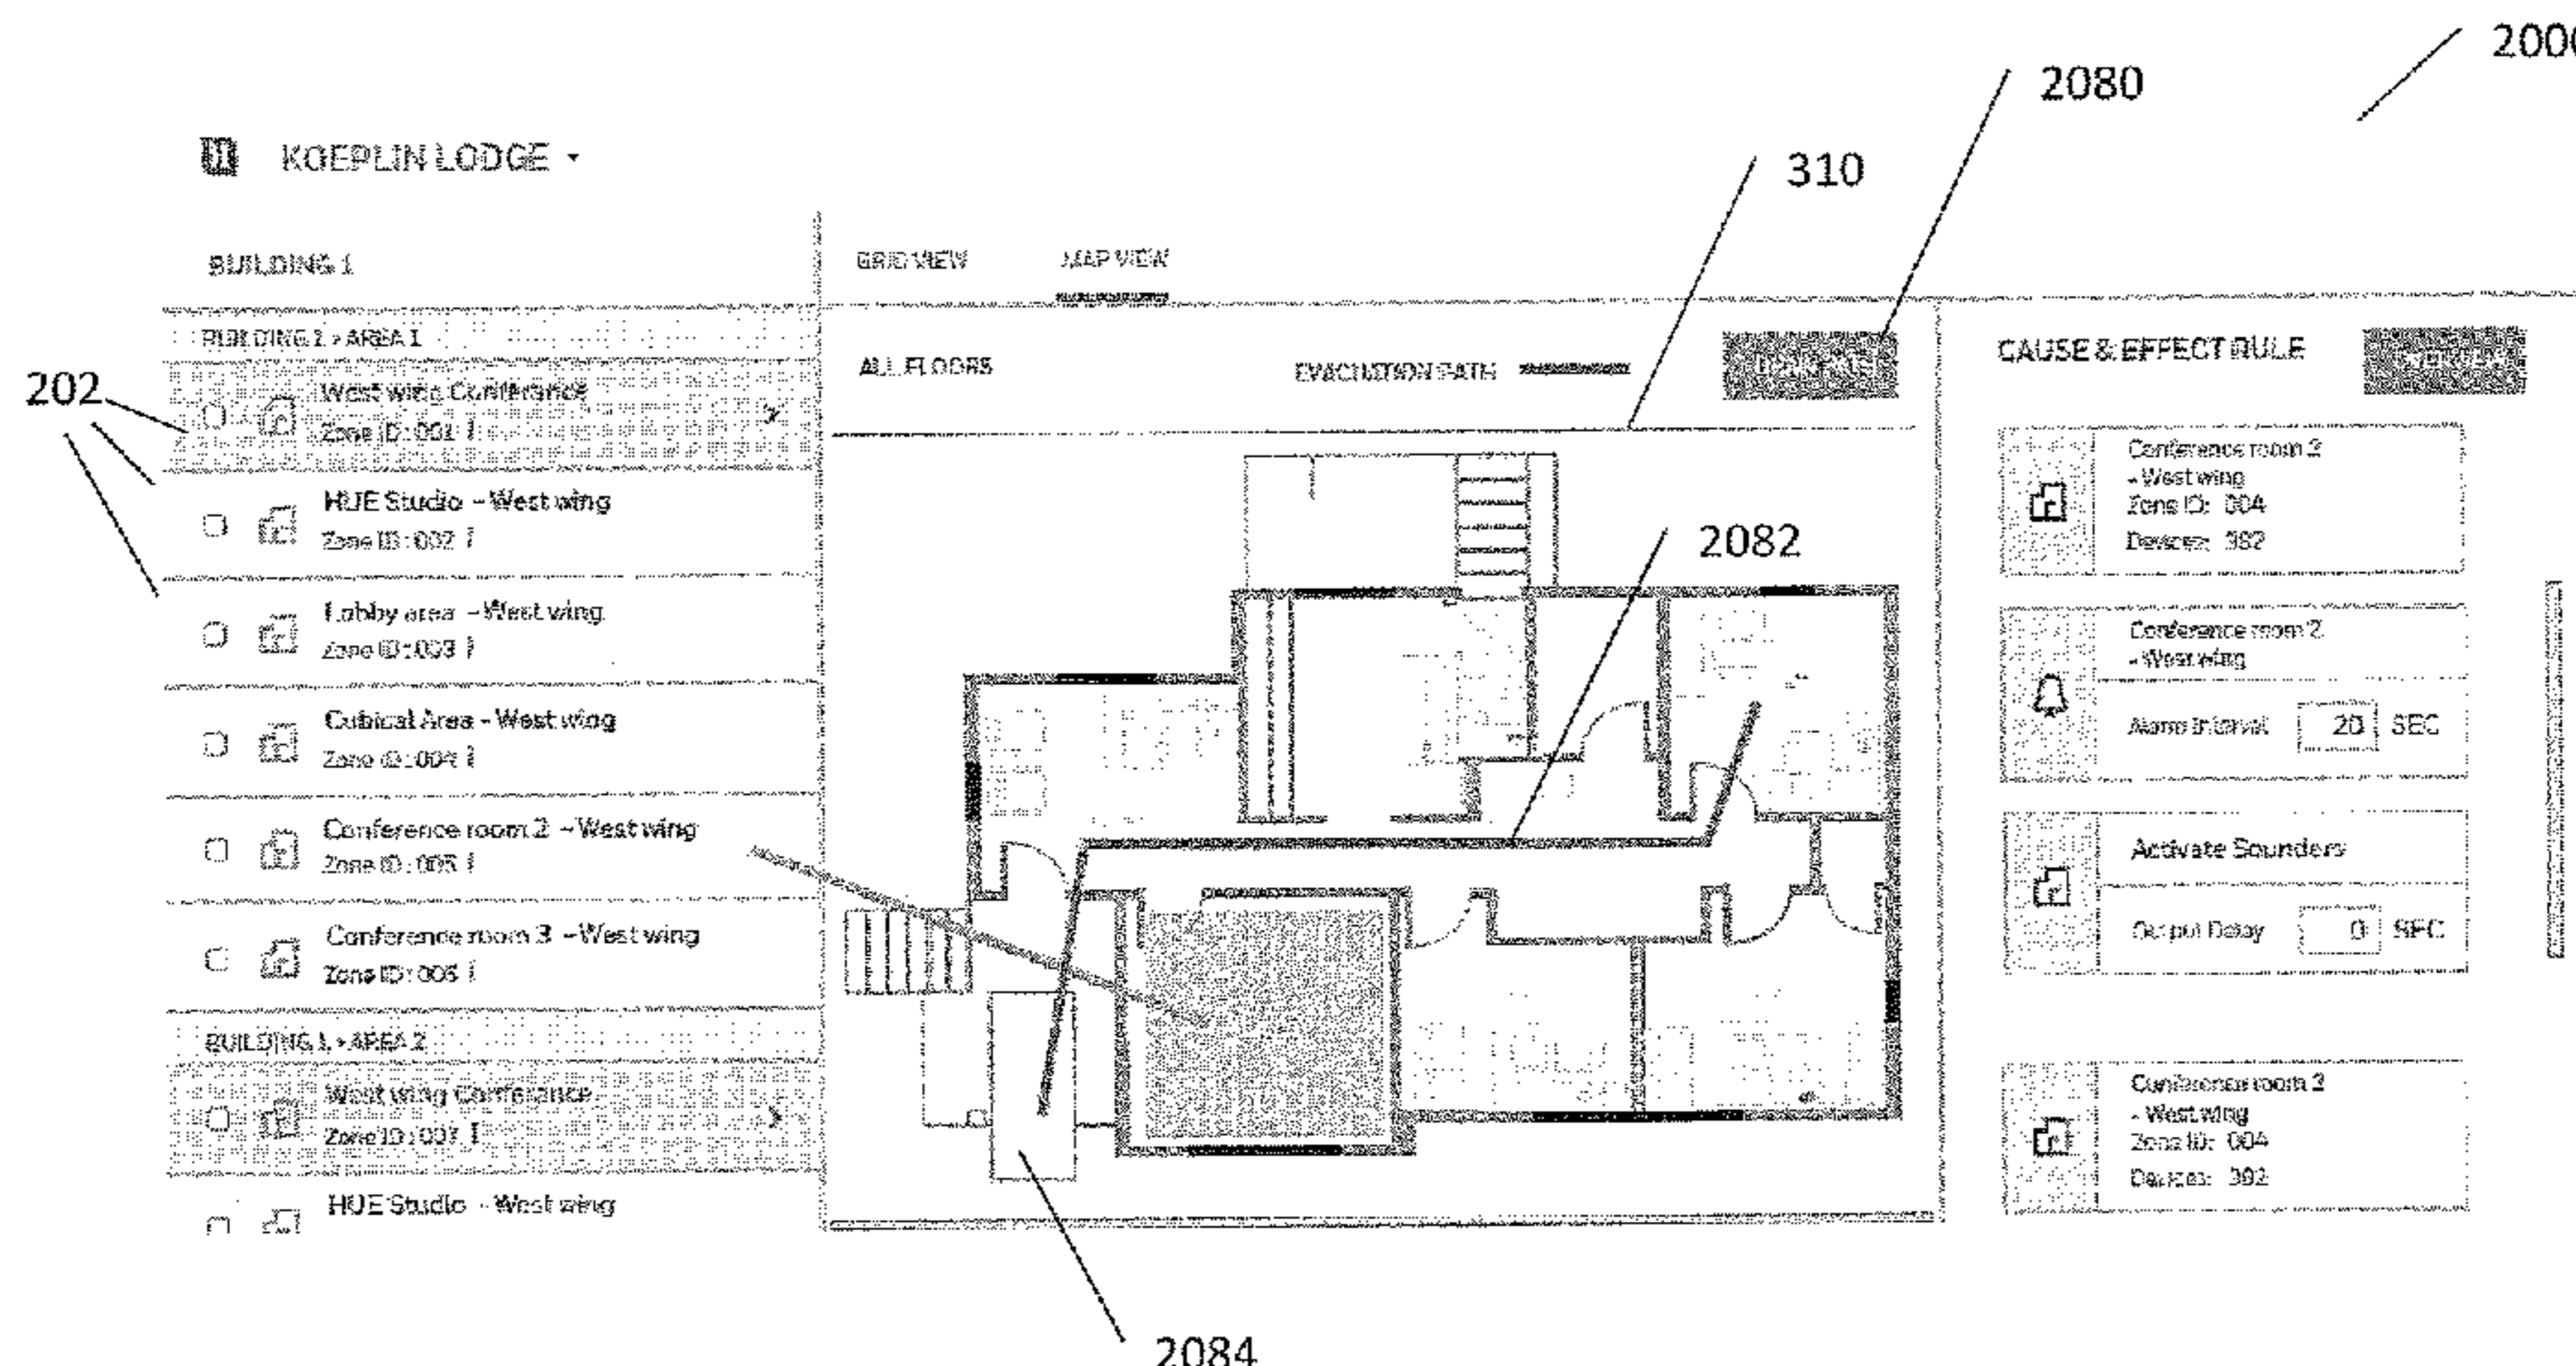 2000
2080
310
KOEPLIN LODGE
BUILDING 1
GRID VIEW
MAP VIEW
BUILDING 1 > AREA 1
ALL FLOORS
EVACUATION PATH
CAUSE & EFFECT RULE
202
West wing Conference
Zone ID : 001
HUE Studio - West wing
Zone ID : 002
Lobby area - West wing
Zone ID : 003
Cubical Area - West wing
Zone ID : 004
Conference room 2 - West wing
Zone ID : 005
Conference room 3 - West wing
Zone ID : 006
BUILDING 1 > AREA 2
West wing Conference
Zone ID : 007
HUE Studio - West wing
2082
2084
Conference room 2
- West wing
Zone ID: 004
Devices: 392
Conference room 2
- West wing
Alarm Interval 20 SEC
Activate Sounders
Output Delay 0 SEC
Conference room 2
- West wing
Zone ID: 004
Devices: 392